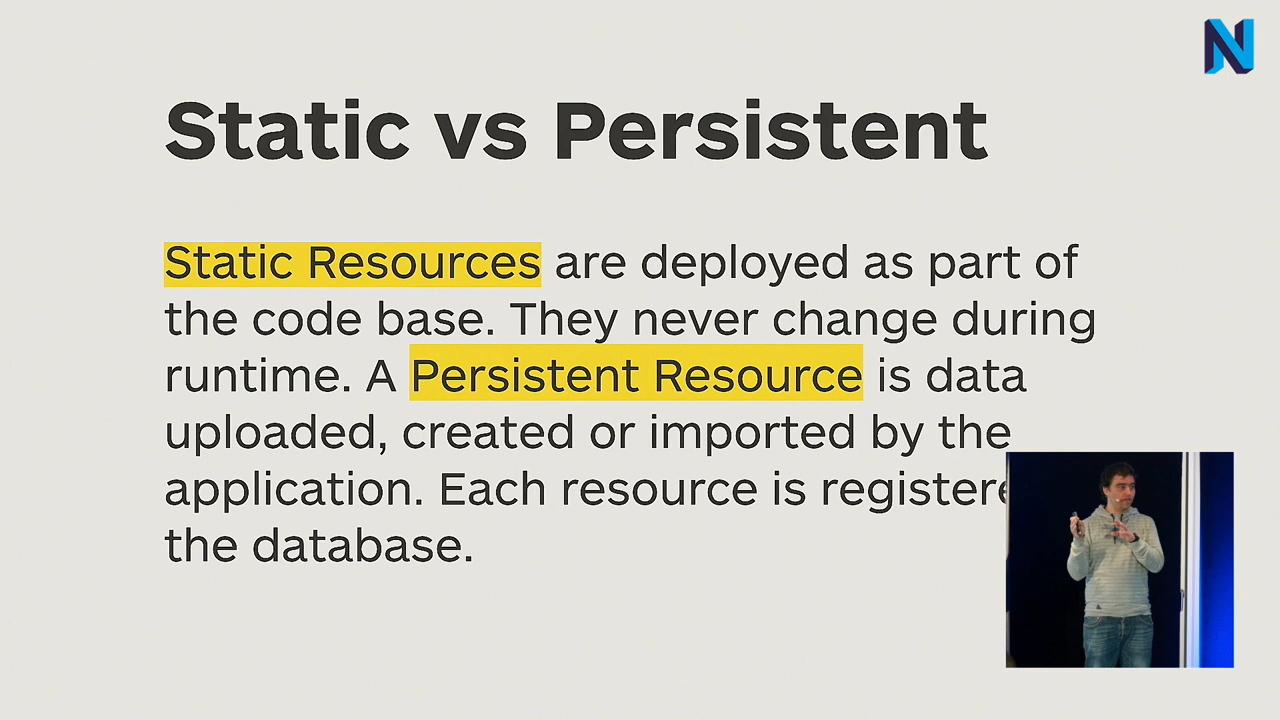 Static vs Persistent
Static Resources are deployed as part of
the code base. They never change during
runtime. A Persistent Resource is data
uploaded, created or imported by the
application. Each resource is
the database.